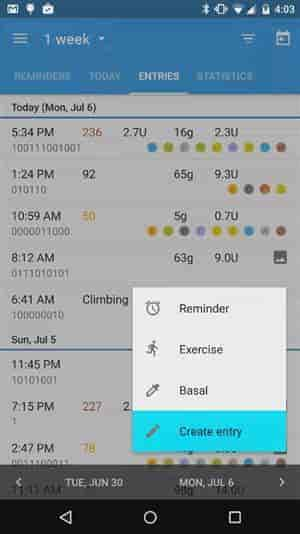 4:03
1 week
REMINDERS TODAY ENTRIES STATISTICS
Today (Mon, Jul 6)
5:34 PM 236 2.7U 16g 2.3U
100111001001
1:24 PM 92 65g 9.3U
010110
10:59 AM 50 5g 0.7U
0000011000
8:12 AM 63g 9.0U
0111010101
6:41 AM Climbing
100000010
Sun, Jul 5
11:45 PM
10101001
7:15 PM 227 2.
1
2:47 PM 78
0011100011
Reminder
Exercise
Basal
Create entry
TUE, JUN 30 MON, JUL 6